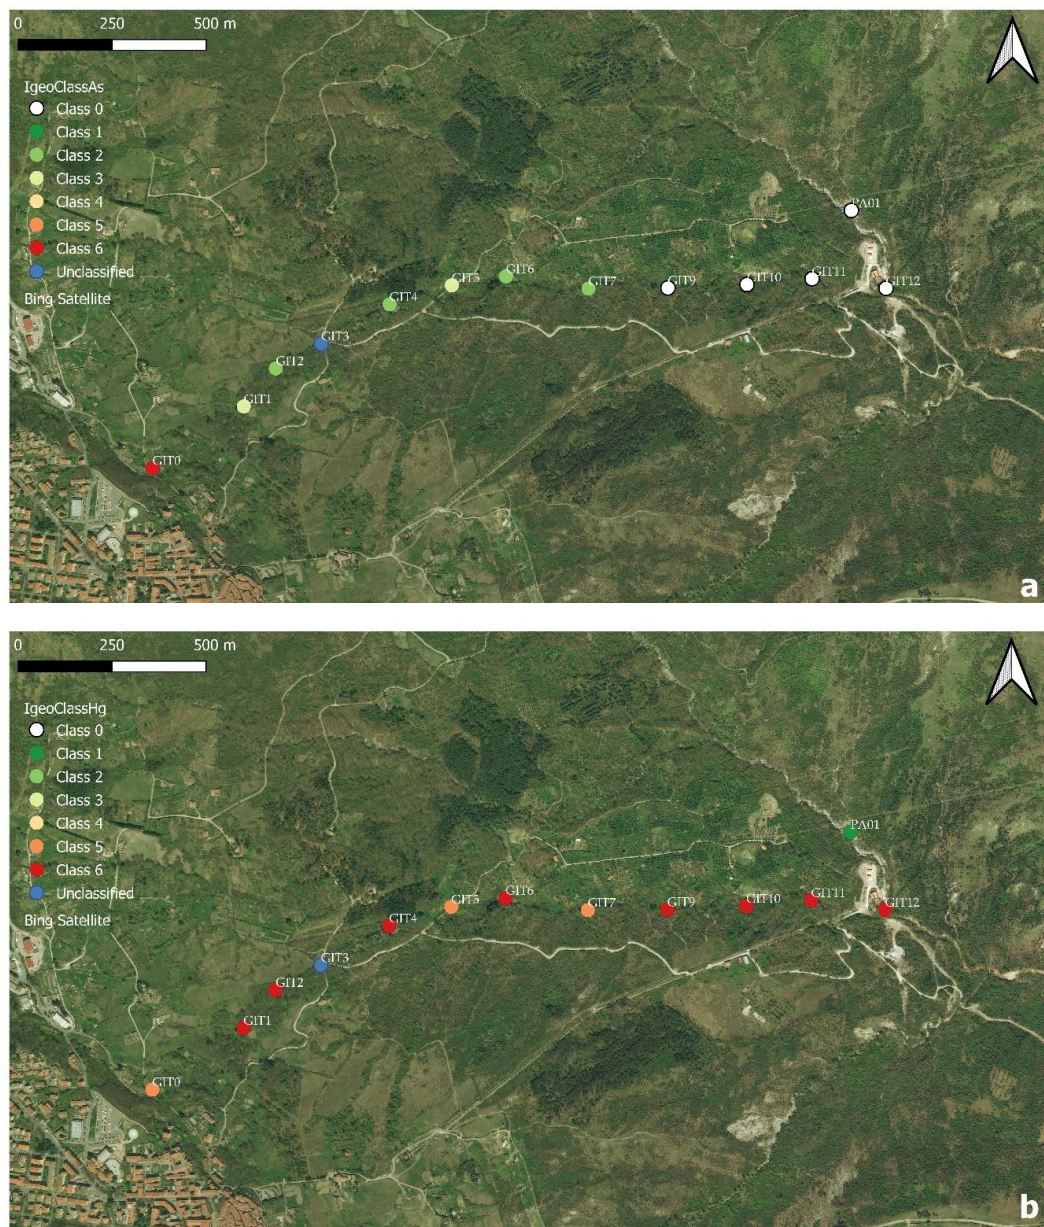 0 250 500 m
IgeoClassAs
Class 0
Class 1
Class 2
Class 3
Class 4
Class 5
Class 6
Unclassified
Bing Satellite
PA01
GIT5
GIT6
GIT7
GIT9
GIT10
GIT11
GIT12
GIT4
GIT3
GIT2
GIT1
GIT0
a
0 250 500 m
IgeoClassHg
Class 0
Class 1
Class 2
Class 3
Class 4
Class 5
Class 6
Unclassified
Bing Satellite
PA01
GIT5
GIT6
GIT7
GIT9
GIT10
GIT11
GIT12
GIT4
GIT3
GIT2
GIT1
GIT0
b